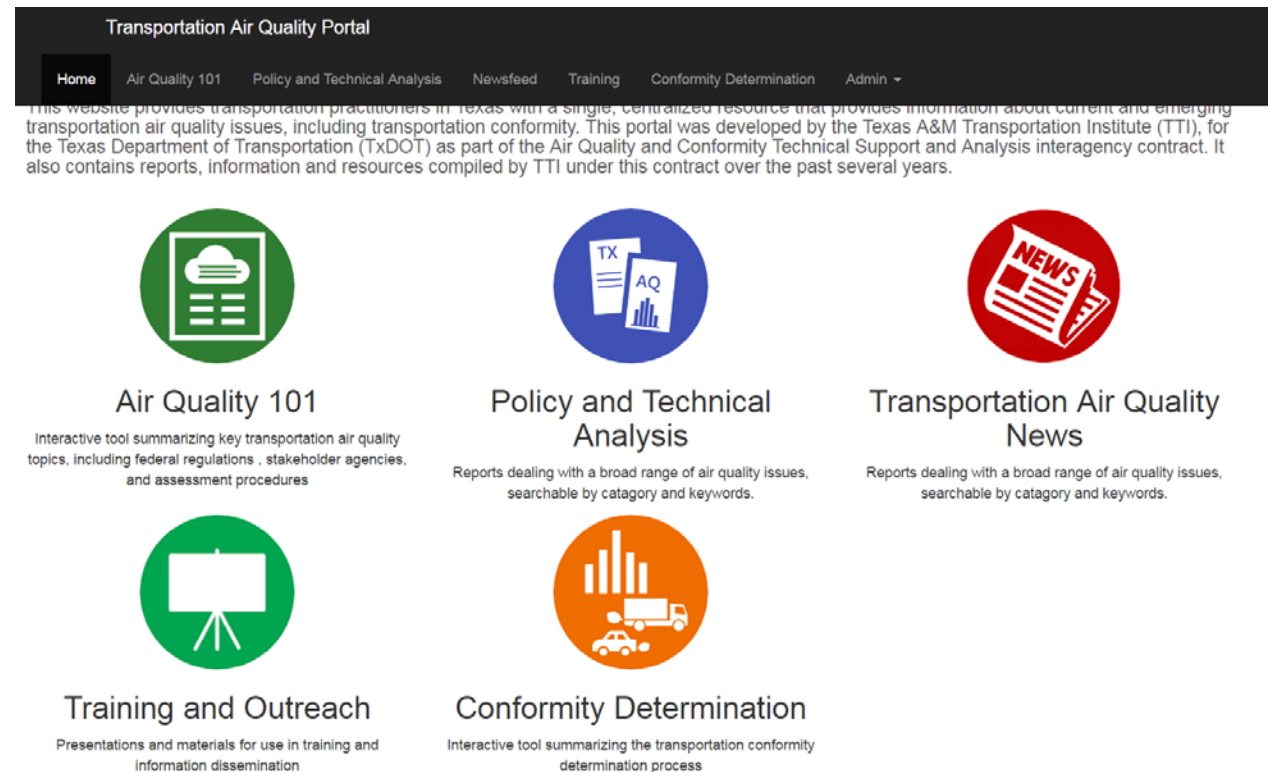 Transportation Air Quality Portal
Home Air Quality 101 Policy and Technical Analysis Newsfeed Training Conformity Determination Admin
This website provides transportation practitioners in Texas with a single, centralized resource that provides information about current and emerging
transportation air quality issues, including transportation conformity. This portal was developed by the Texas A&M Transportation Institute (TTI), for
the Texas Department of Transportation (TxDOT) as part of the Air Quality and Conformity Technical Support and Analysis interagency contract. It
also contains reports, information and resources compiled by TTI under this contract over the past several years.
TX
AQ
NEWS
Air Quality 101
Interactive tool summarizing key transportation air quality
topics, including federal regulations , stakeholder agencies,
and assessment procedures
Policy and Technical
Analysis
Reports dealing with a broad range of air quality issues,
searchable by catagory and keywords.
Transportation Air Quality
News
Reports dealing with a broad range of air quality issues,
searchable by catagory and keywords.
Training and Outreach
Presentations and materials for use in training and
information dissemination
Conformity Determination
Interactive tool summarizing the transportation conformity
determination process